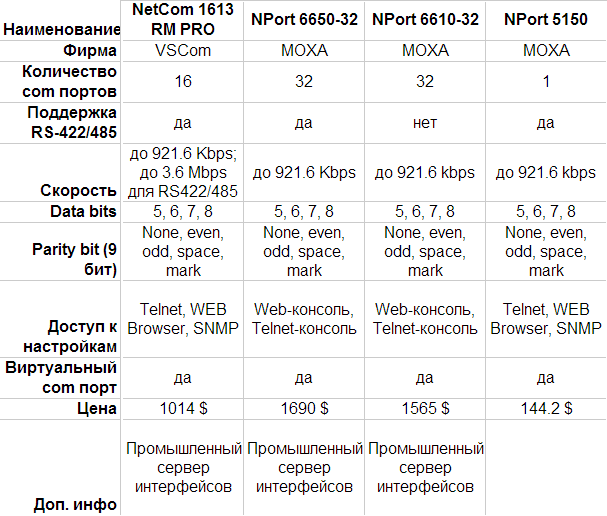 Наименование NetCom 1613 RM PRO NPort 6650-32 NPort 6610-32 NPort 5150
Фирма VSCom MOXA MOXA MOXA
Количество com портов 16 32 32 1
Поддержка RS-422/485 да да нет да
Скорость до 921.6 Kbps; до 3.6 Mbps для RS422/485 до 921.6 Kbps до 921.6 kbps до 921.6 kbps
Data bits 5, 6, 7, 8 5, 6, 7, 8 5, 6, 7, 8 5, 6, 7, 8
Parity bit (9 бит) None, even, odd, space, mark None, even, odd, space, mark None, even, odd, space, mark None, even, odd, space, mark
Доступ к настройкам Telnet, WEB Browser, SNMP Web-консоль, Telnet-консоль Web-консоль, Telnet-консоль Telnet, WEB Browser, SNMP
Виртуальный com порт да да да да
Цена 1014 $ 1690 $ 1565 $ 144.2 $
Доп. инфо Промышленный сервер интерфейсов Промышленный сервер интерфейсов Промышленный сервер интерфейсов